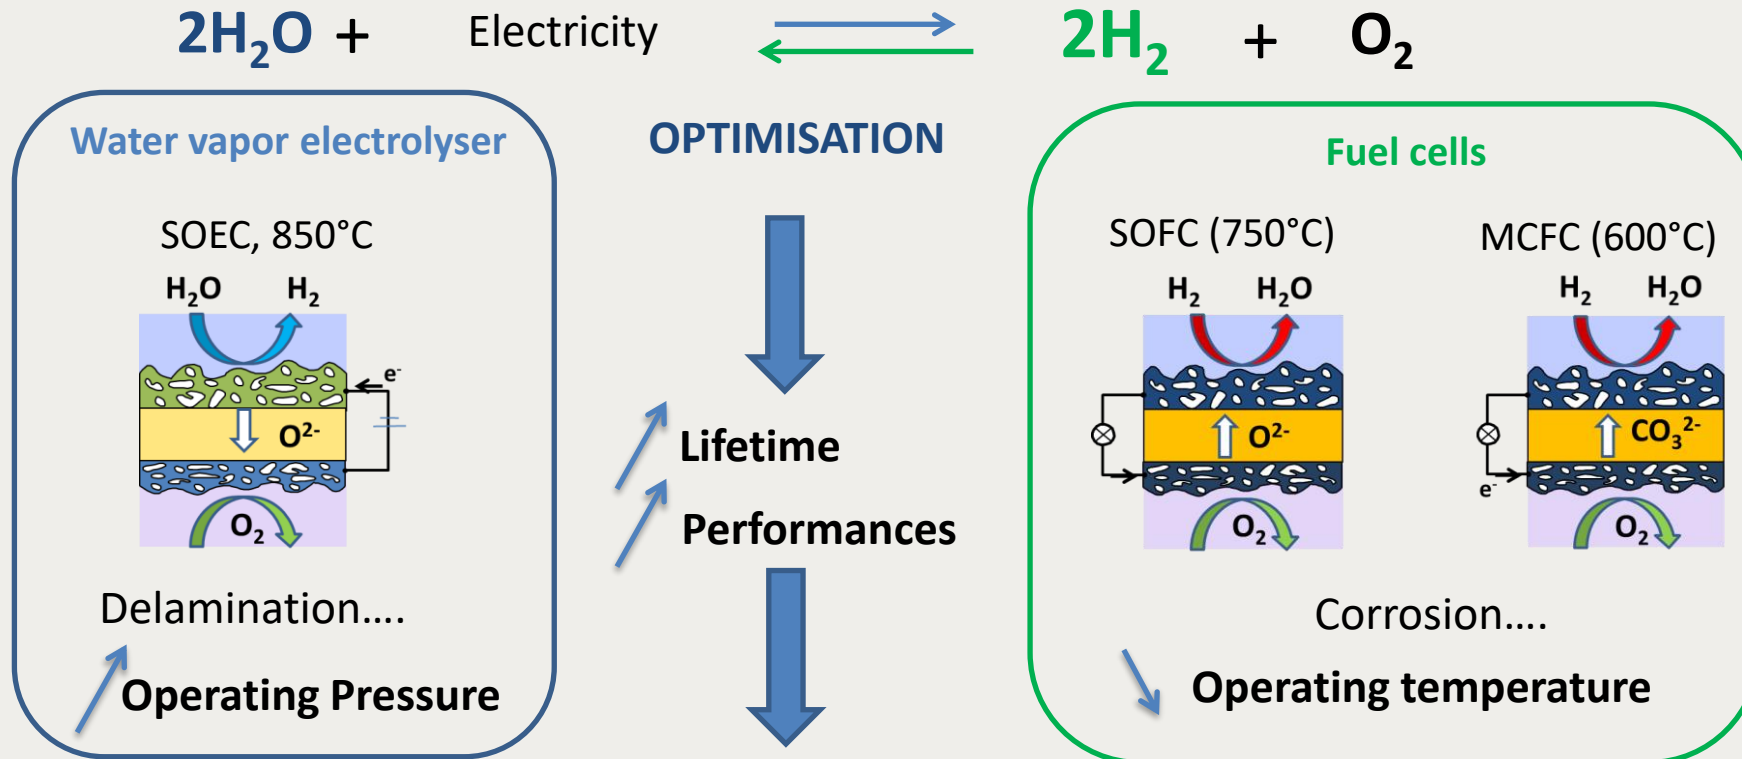 2H₂O + Electricity 2H₂ + O₂
Water vapor electrolyser
SOEC, 850°C
H₂O H₂
e⁻
O²⁻
O₂
Delamination….
Operating Pressure
OPTIMISATION
Lifetime
Performances
Fuel cells
SOFC (750°C) MCFC (600°C)
H₂ H₂O H₂ H₂O
O²⁻ CO₃²⁻
e⁻
O₂ O₂
Corrosion….
Operating temperature